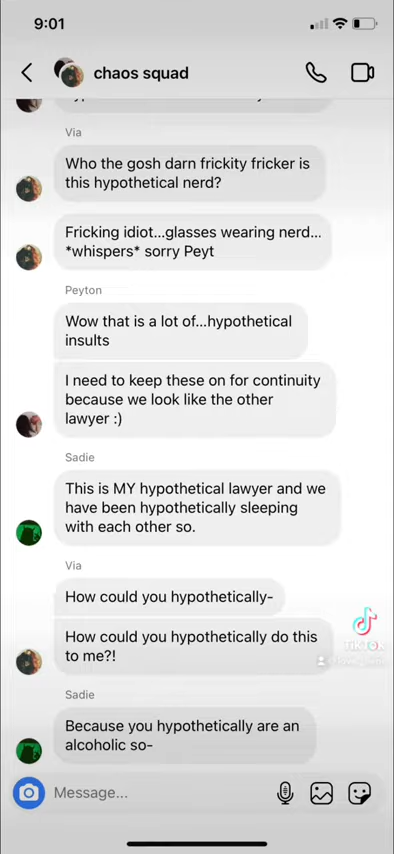 9:01
chaos squad
Via
Who the gosh darn frickity fricker is
this hypothetical nerd?
Fricking idiot...glasses wearing nerd...
*whispers* sorry Peyt
Peyton
Wow that is a lot of...hypothetical
insults
I need to keep these on for continuity
because we look like the other
lawyer :)
Sadie
This is MY hypothetical lawyer and we
have been hypothetically sleeping
with each other so.
Via
How could you hypothetically-
How could you hypothetically do this
to me?!
TikTok
Sadie
Because you hypothetically are an
alcoholic so-
Message...